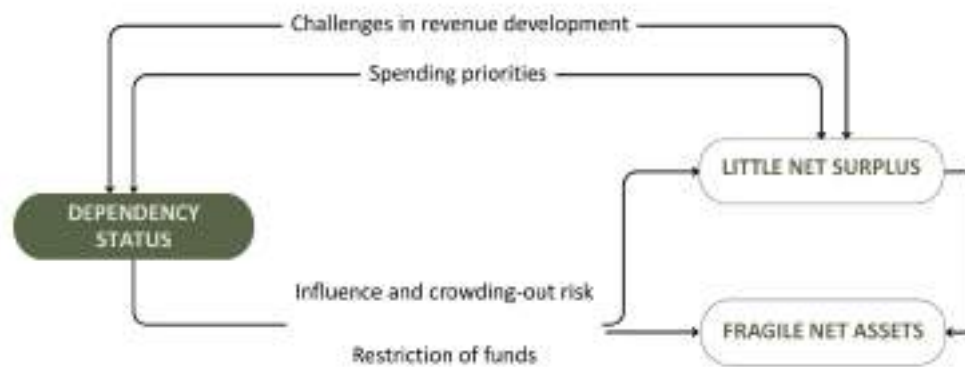 Challenges in revenue development
Spending priorities
LITTLE NET SURPLUS
DEPENDENCY
STATUS
Influence and crowding-out risk
FRAGILE NET ASSETS
Restriction of funds